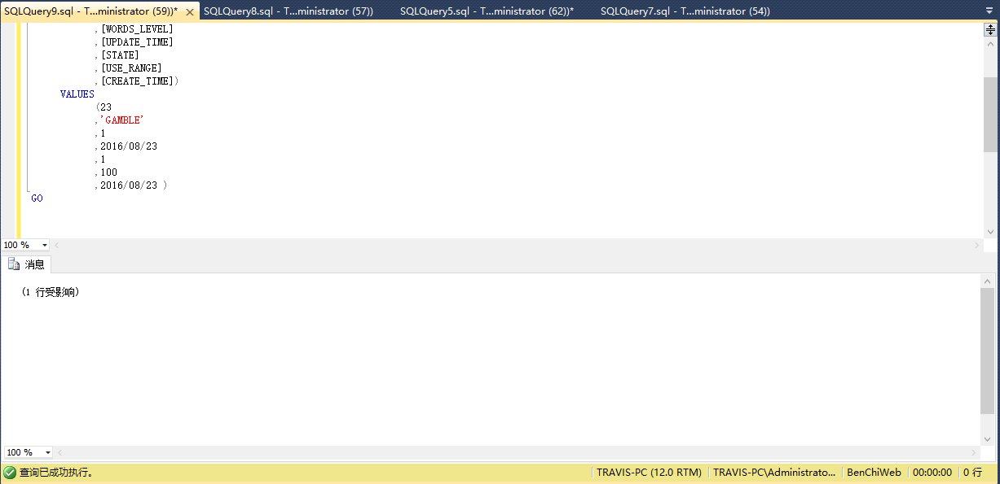 SQLQuery9.sql - T...ministrator (59))* SQLQuery8.sql - T...ministrator (57)) SQLQuery5.sql - T...ministrator (62))* SQLQuery7.sql - T...ministrator (54))
,[WORDS_LEVEL]
,[UPDATE_TIME]
,[STATE]
,[USE_RANGE]
,[CREATE_TIME])
VALUES
(23
,'GAMBLE'
,1
,2016/08/23
,1
,100
,2016/08/23 )
GO
100 %
消息
(1 行受影响)
100 %
查询已成功执行。 TRAVIS-PC (12.0 RTM) TRAVIS-PC\Administrato... BenChiWeb 00:00:00 0 行